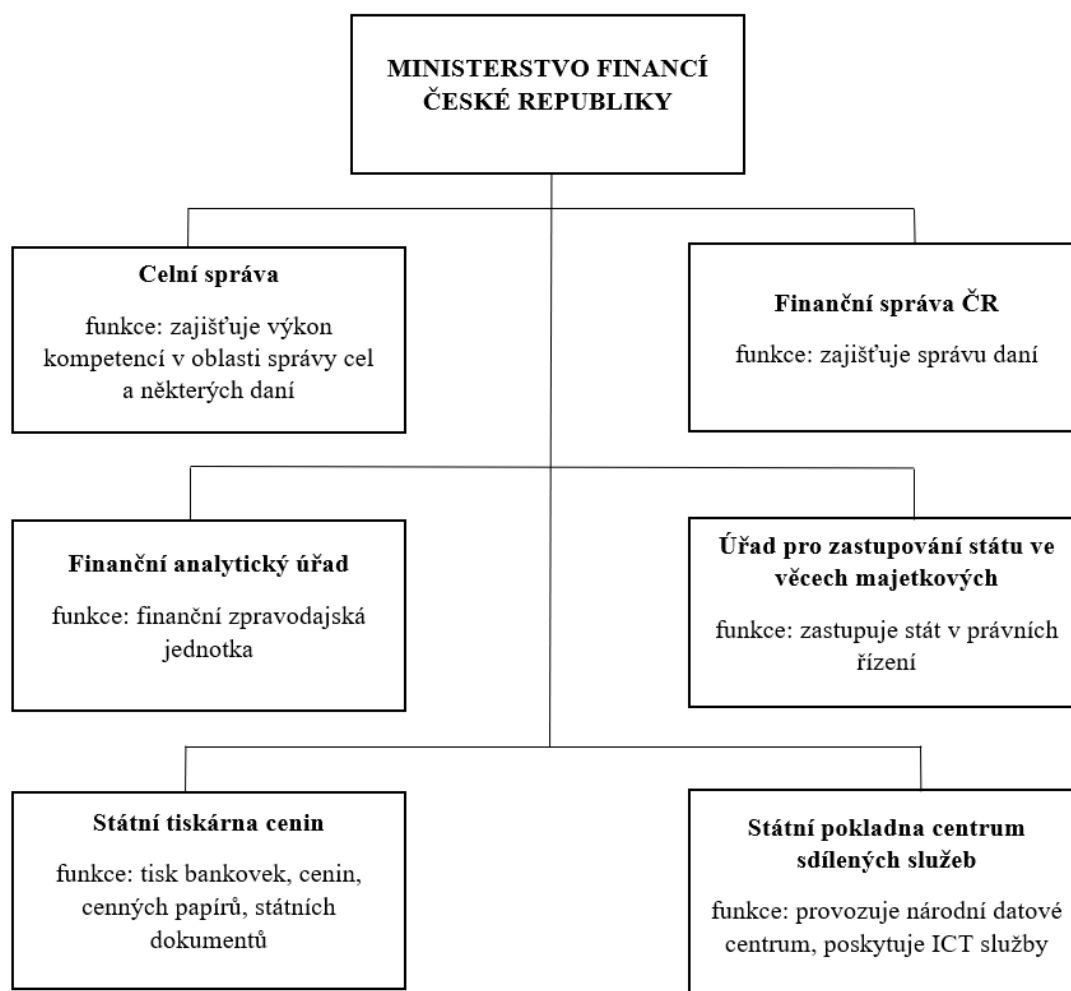 MINISTERSTVO FINANCÍ
ČESKÉ REPUBLIKY
Celní správa
funkce: zajišťuje výkon
kompetencí v oblasti správy cel
a některých daní
Finanční správa ČR
funkce: zajišťuje správu daní
Finanční analytický úřad
funkce: finanční zpravodajská
jednotka
Úřad pro zastupování státu ve
věcech majetkových
funkce: zastupuje stát v právních
řízení
Státní tiskárna cenin
funkce: tisk bankovek, cenin,
cenných papírů, státních
dokumentů
Státní pokladna centrum
sdílených služeb
funkce: provozuje národní datové
centrum, poskytuje ICT služby